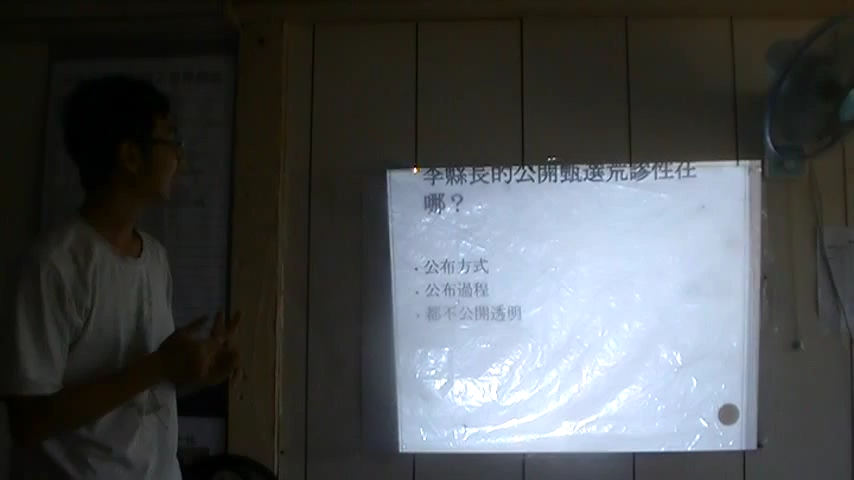 李縣長的公開甄選荒謬性在
哪？
公布方式
公布過程
都不公開透明